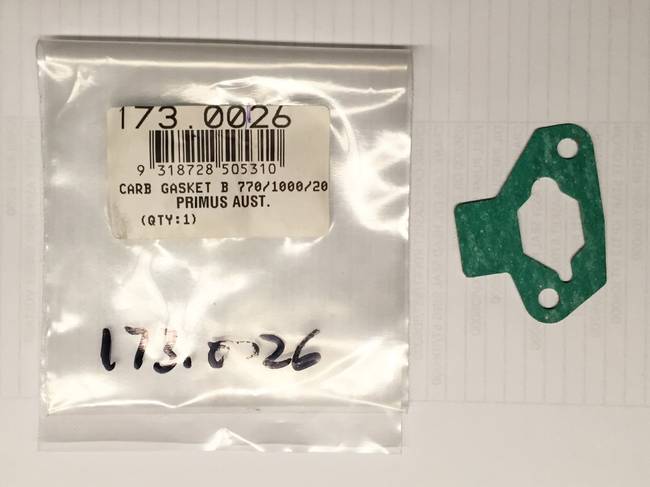 173.0026
9 318728 505310
CARB GASKET B 770/1000/20
PRIMUS AUST.
(QTY:1)
173.0026